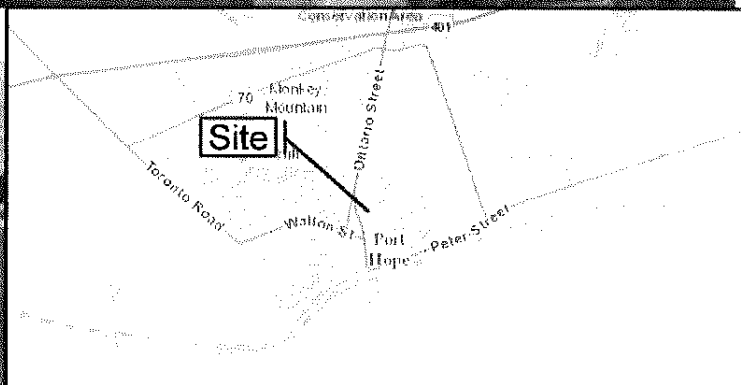 Conservation Area
401
70
Monkey
Mountain
Site
Ontario Street
Toronto Road
Walton St
Port
Hope
Peter Street